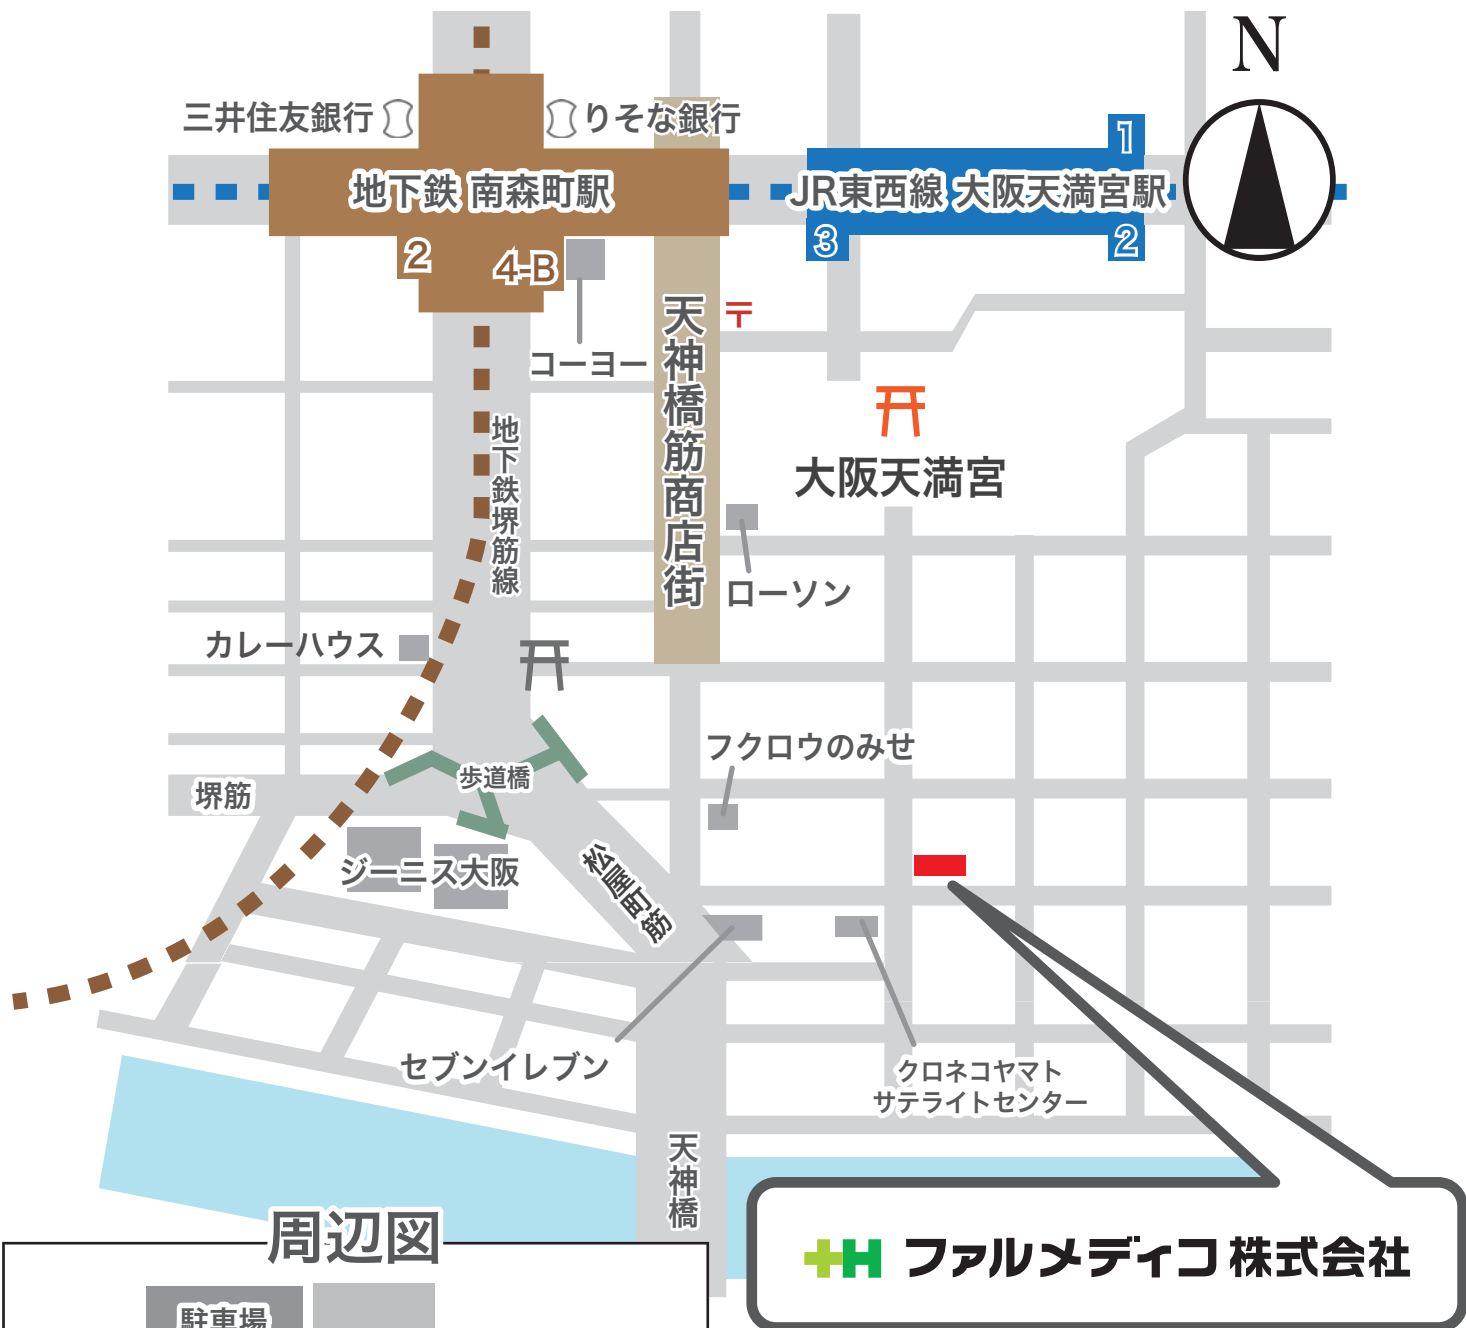 N
三井住友銀行
りそな銀行
1
地下鉄 南森町駅
JR東西線 大阪天満宮駅
2
4-B
3
2
天神橋筋商店街
〒
コーヨー
地下鉄堺筋線
大阪天満宮
ローソン
カレーハウス
フクロウのみせ
歩道橋
堺筋
ジーニス大阪
松屋町筋
セブンイレブン
クロネコヤマト
サテライトセンター
天神橋
周辺図
ファルメディコ株式会社
駐車場